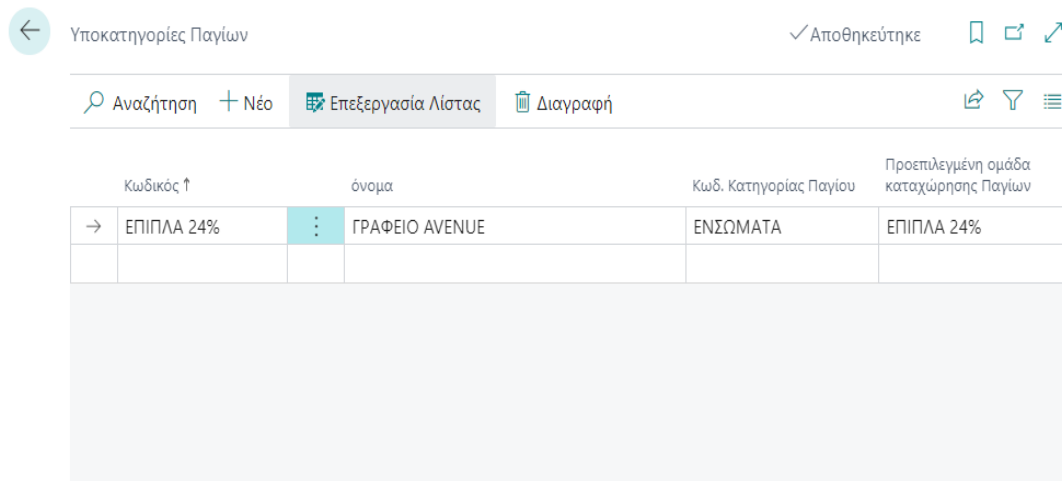 Υποκατηγορίες Παγίων
Αποθηκεύτηκε
Αναζήτηση Νέο Επεξεργασία Λίστας Διαγραφή
Κωδικός ↑ όνομα Κωδ. Κατηγορίας Παγίου Προεπιλεγμένη ομάδα
καταχώρησης Παγίων
ΕΠΙΠΛΑ 24% ΓΡΑΦΕΙΟ AVENUE ΕΝΣΩΜΑΤΑ ΕΠΙΠΛΑ 24%